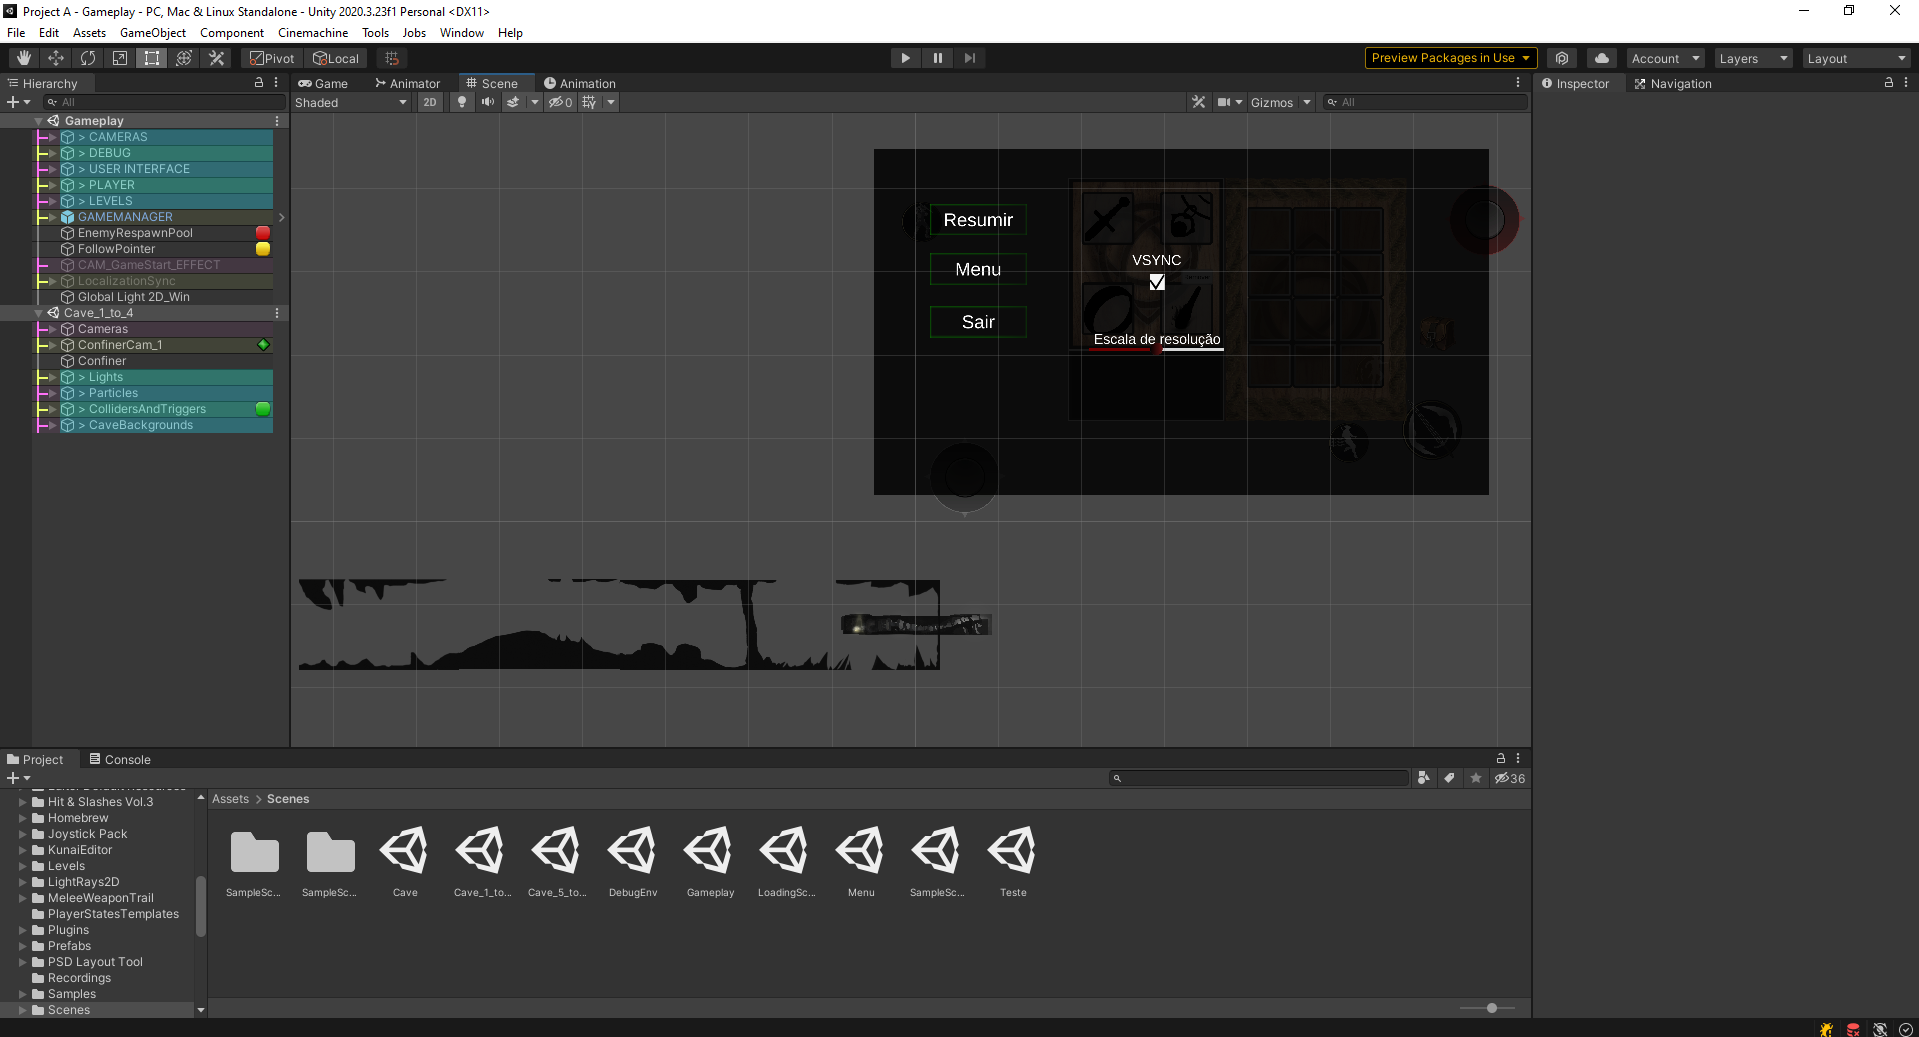 Project A - Gameplay - PC, Mac & Linux Standalone - Unity 2020.3.23f1 Personal <DX11>
File Edit Assets GameObject Component Cinemachine Tools Jobs Window Help
Pivot Local Preview Packages in Use Account Layers Layout
Hierarchy
All
Gameplay
> CAMERAS
> DEBUG
> USER INTERFACE
> PLAYER
> LEVELS
GAMEMANAGER
EnemyRespawnPool
FollowPointer
CAM_GameStart_EFFECT
LocalizationSync
Global Light 2D_Win
Cave_1_to_4
Cameras
ConfinerCam_1
Confiner
> Lights
> Particles
> CollidersAndTriggers
> CaveBackgrounds
Game Animator Scene Animation
Shaded 2D 0 Gizmos All
Resumir
Menu
Sair
VSYNC
Escala de resolução
Inspector Navigation
Project Console
36
Hit & Slashes Vol.3
Homebrew
Joystick Pack
KunaiEditor
Levels
LightRays2D
MeleeWeaponTrail
PlayerStatesTemplates
Plugins
Prefabs
PSD Layout Tool
Recordings
Samples
Scenes
Assets > Scenes
SampleSc... SampleSc... Cave Cave_1_to... Cave_5_to... DebugEnv Gameplay LoadingSc... Menu SampleSc... Teste